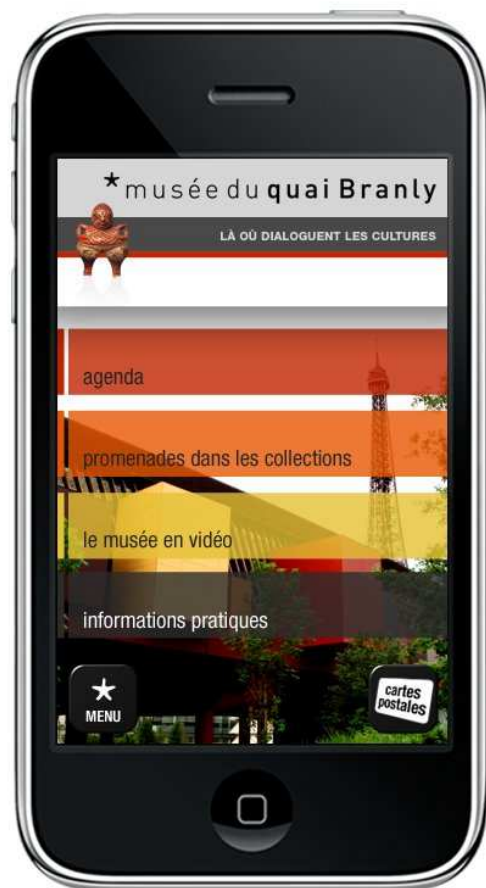 *musée du quai Branly
LÀ OÙ DIALOGUENT LES CULTURES
agenda
promenades dans les collections
le musée en vidéo
informations pratiques
MENU
cartes
postales